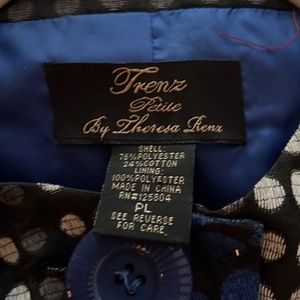 Trenz
Petite
By Theresa Renz
SHELL:
76%POLYESTER
24%COTTON
LINING:
100%POLYESTER
MADE IN CHINA
RN#125804
PL
SEE REVERSE
FOR CARE